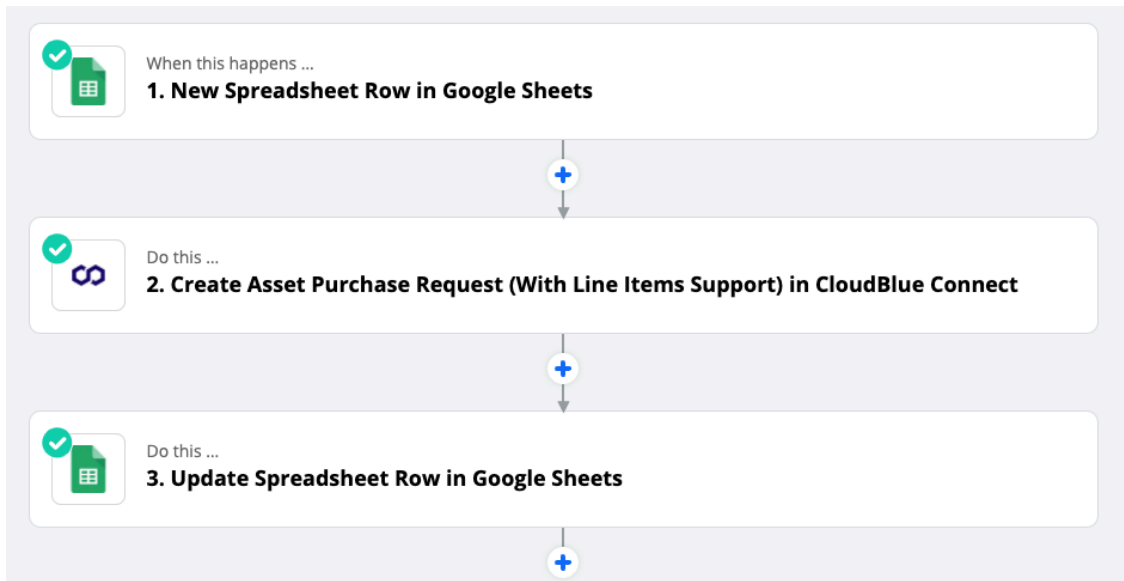 When this happens ...
1. New Spreadsheet Row in Google Sheets
Do this ...
2. Create Asset Purchase Request (With Line Items Support) in CloudBlue Connect
Do this ...
3. Update Spreadsheet Row in Google Sheets